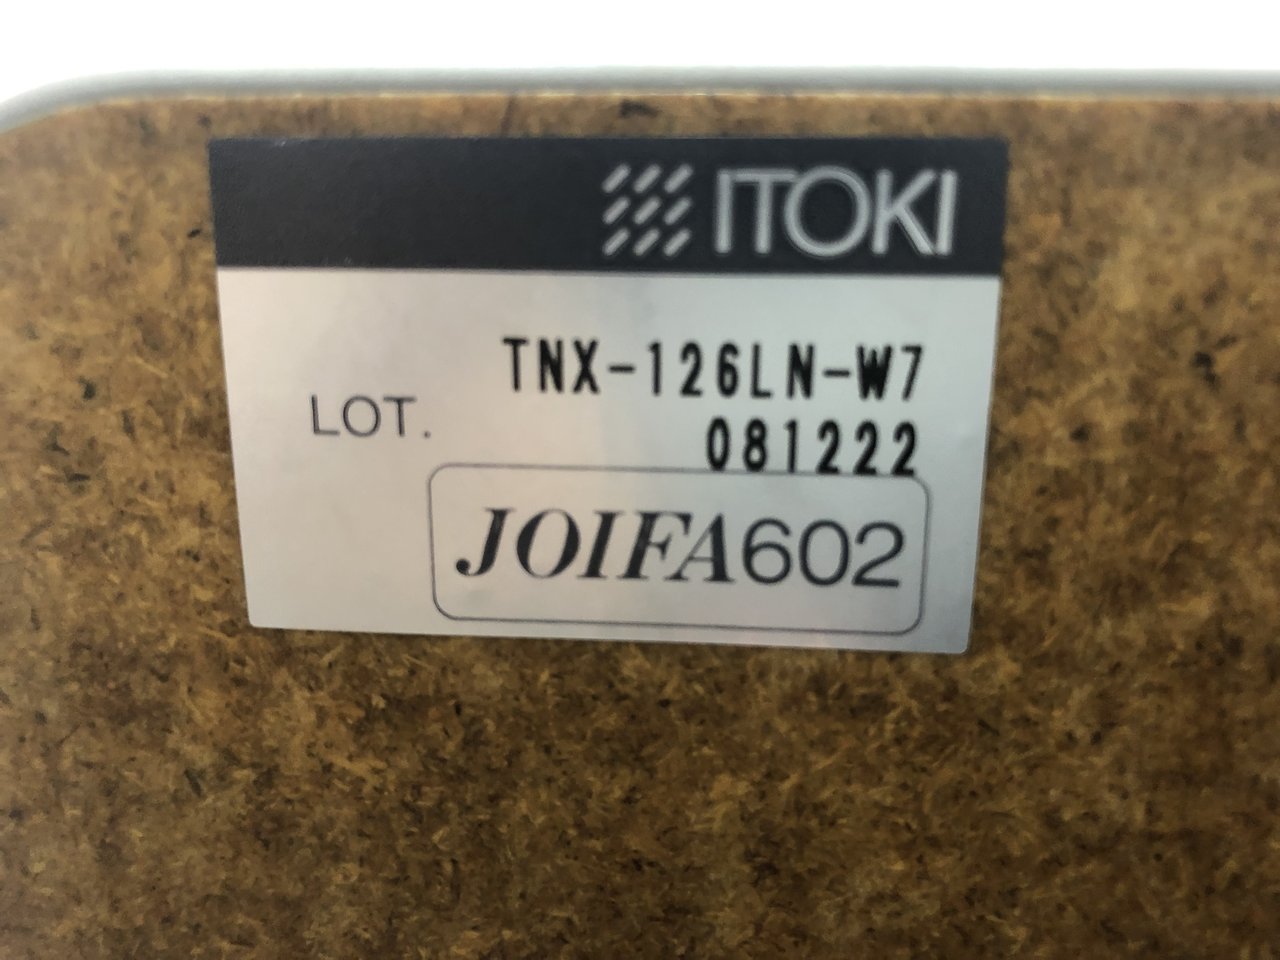 ITOKI
TNX-126LN-W7
LOT. 081222
JOIFA602